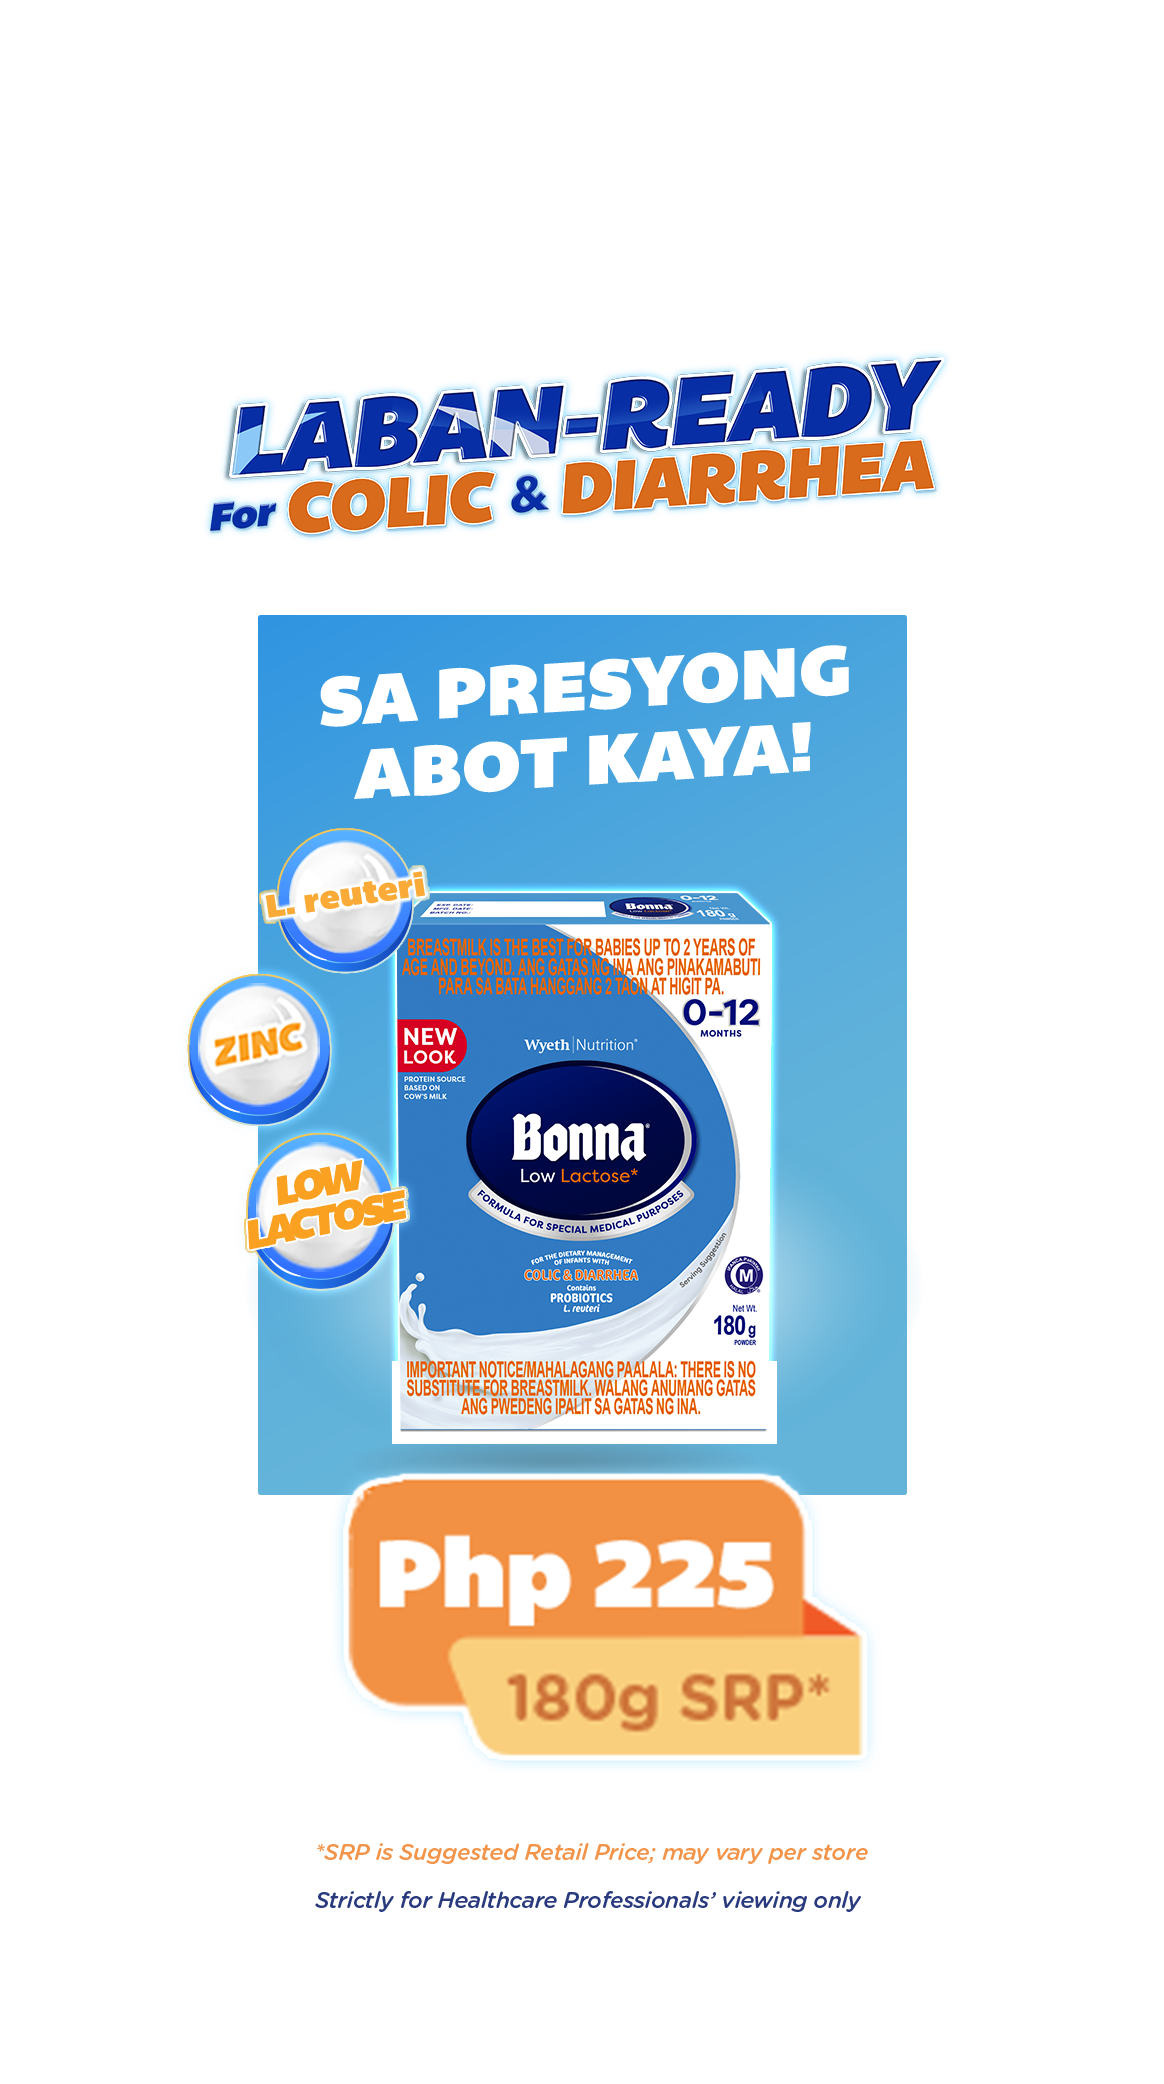 LABAN-READY
For COLIC & DIARRHEA
SA PRESYONG
ABOT KAYA!
L. reuteri
ZINC
LOW
LACTOSE
EXP. DATE:
MFG. DATE:
BATCH NO.:
Bonna
Low Lactose*
0-12
Net Wt.
180 g
POWDER
BREASTMILK IS THE BEST FOR BABIES UP TO 2 YEARS OF
AGE AND BEYOND. ANG GATAS NG INA ANG PINAKAMABUTI
PARA SA BATA HANGGANG 2 TAON AT HIGIT PA.
0-12
MONTHS
NEW
LOOK
PROTEIN SOURCE
BASED ON
COW'S MILK
Wyeth | Nutrition®
Bonna®
Low Lactose*
FORMULA FOR SPECIAL MEDICAL PURPOSES
FOR THE DIETARY MANAGEMENT
OF INFANTS WITH
COLIC & DIARRHEA
Contains
PROBIOTICS
L. reuteri
Serving Suggestion
M
Net Wt.
180 g
POWDER
IMPORTANT NOTICE/MAHALAGANG PAALALA: THERE IS NO
SUBSTITUTE FOR BREASTMILK. WALANG ANUMANG GATAS
ANG PWEDENG IPALIT SA GATAS NG INA.
Php 225
180g SRP*
*SRP is Suggested Retail Price; may vary per store
Strictly for Healthcare Professionals' viewing only